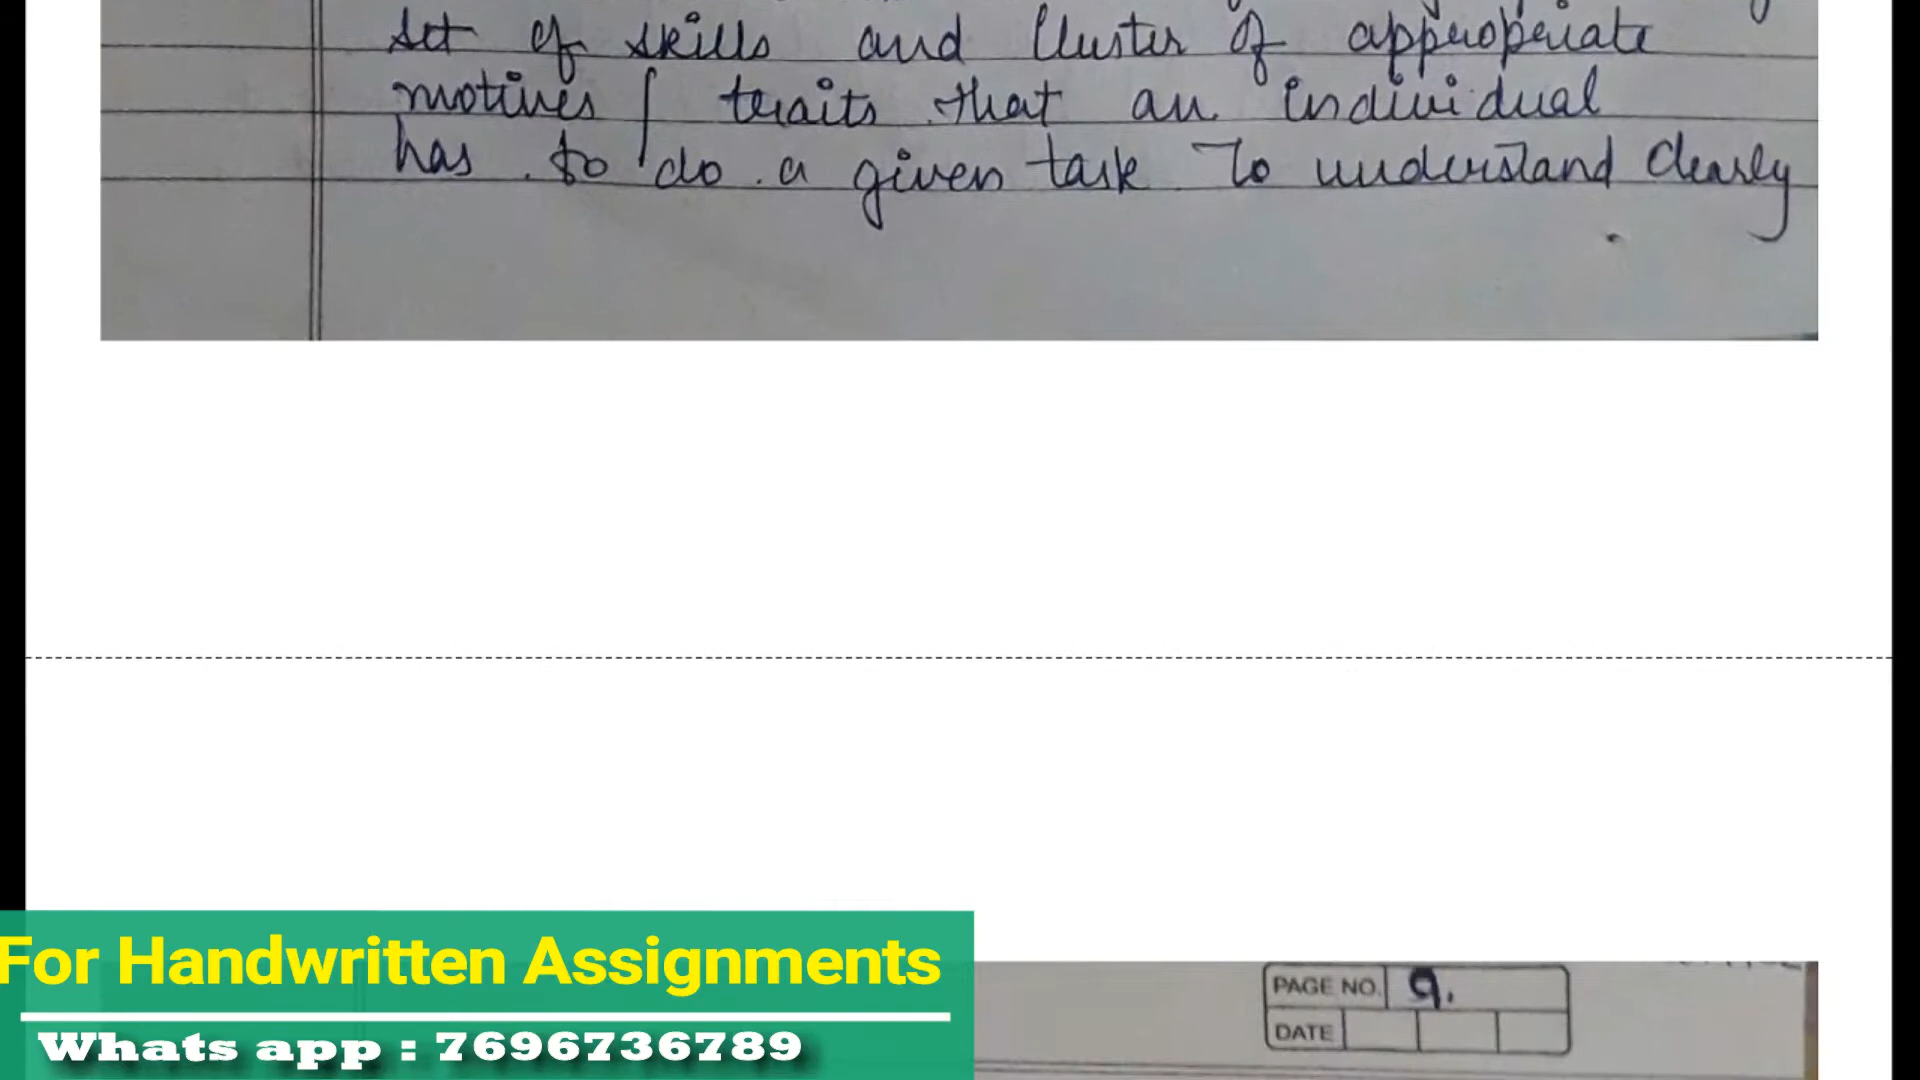 set of skills and Cluster of appropriate
motives / traits that an individual
has to do a given task To understand clearly
PAGE NO. 9.
DATE
For Handwritten Assignments
Whats app : 7696736789